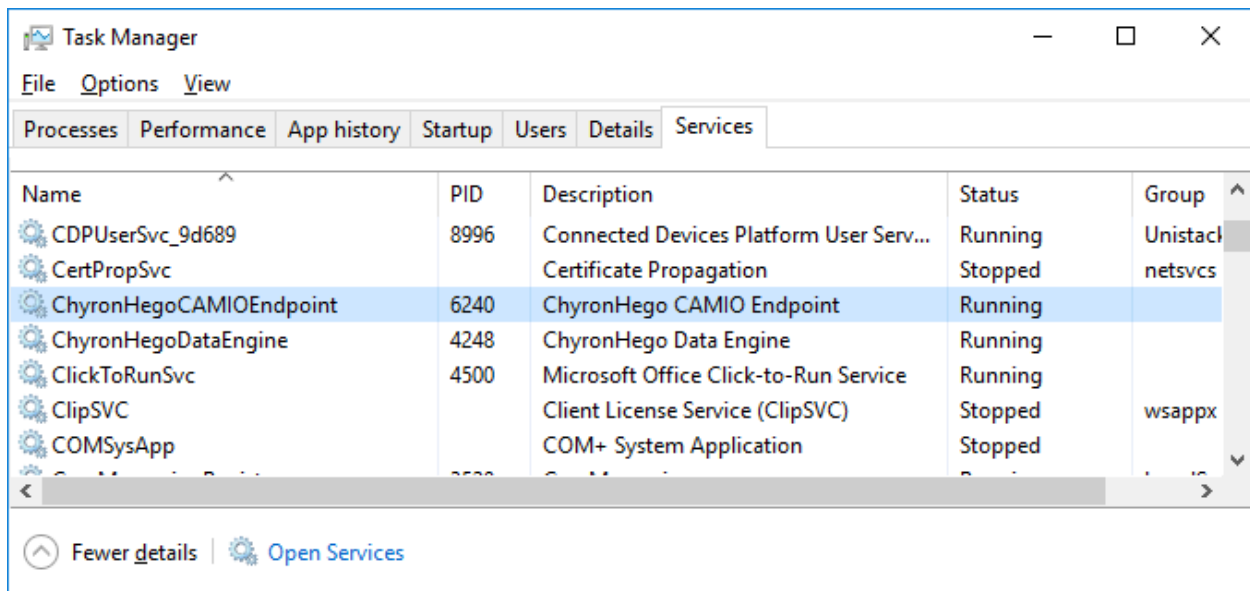 Task Manager
File Options View
Processes Performance App history Startup Users Details Services
Name PID Description Status Group
CDPUserSvc_9d689 8996 Connected Devices Platform User Serv... Running Unistack
CertPropSvc Certificate Propagation Stopped netsvcs
ChyronHegoCAMIOEndpoint 6240 ChyronHego CAMIO Endpoint Running
ChyronHegoDataEngine 4248 ChyronHego Data Engine Running
ClickToRunSvc 4500 Microsoft Office Click-to-Run Service Running
ClipSVC Client License Service (ClipSVC) Stopped wsappx
COMSysApp COM+ System Application Stopped
Fewer details Open Services